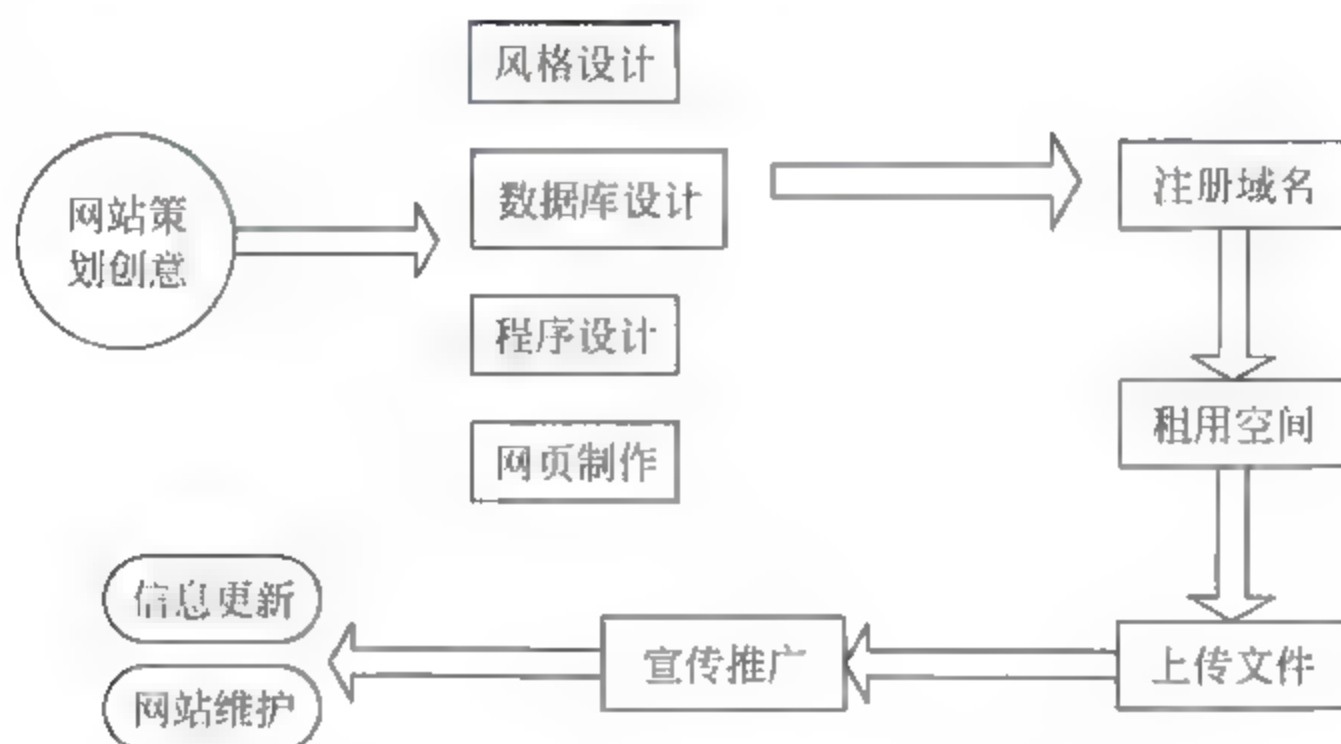 网站策
划创意
风格设计
数据库设计
程序设计
网页制作
注册域名
租用空间
上传文件
宣传推广
信息更新
网站维护